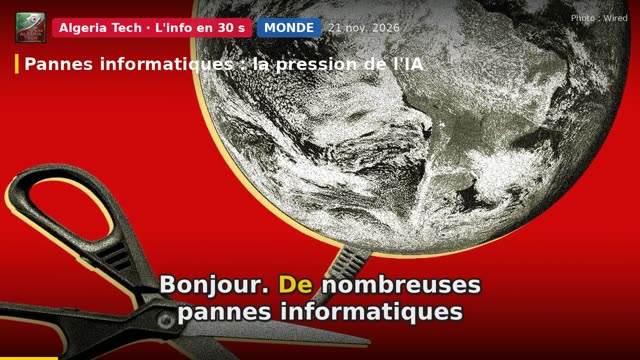 Algeria Tech · L'info en 30 s MONDE 21 nov. 2026
Photo : Wired
Pannes informatiques : la pression de l'IA
Bonjour. De nombreuses
pannes informatiques